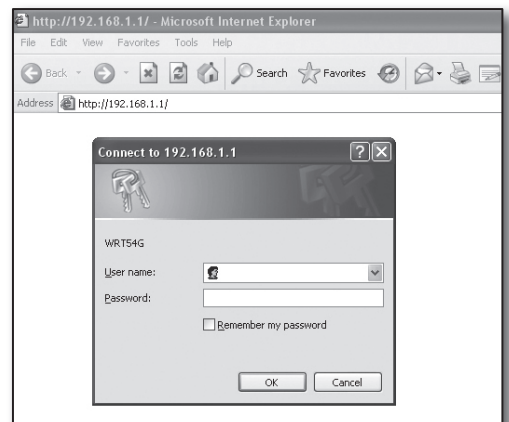 http://192.168.1.1/ - Microsoft Internet Explorer
File Edit View Favorites Tools Help
Back Search Favorites
Address http://192.168.1.1/
Connect to 192.168.1.1
WRT54G
User name:
Password:
Remember my password
OK Cancel